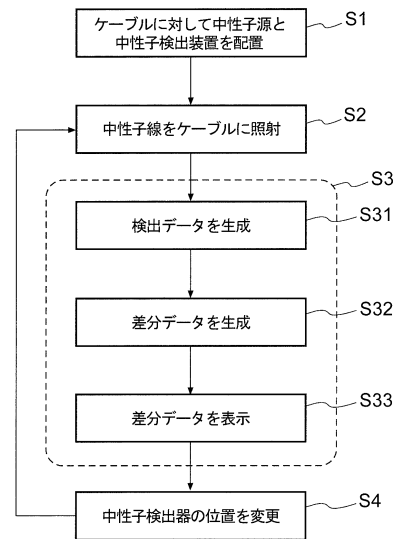 ケーブルに対して中性子源と
中性子検出装置を配置
S1
中性子線をケーブルに照射
S2
S3
検出データを生成
S31
差分データを生成
S32
差分データを表示
S33
中性子検出器の位置を変更
S4